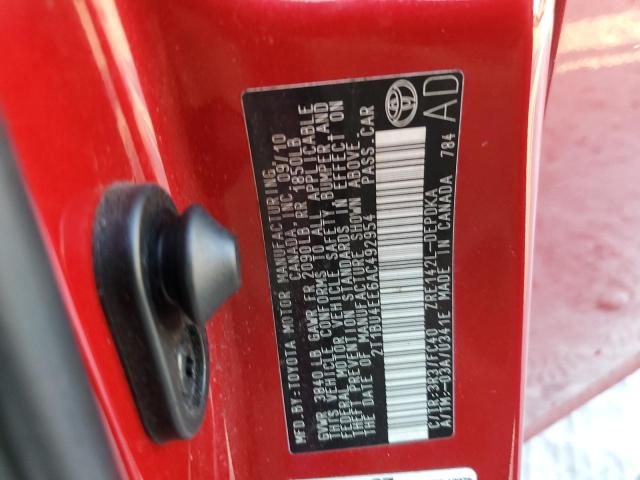 MFD.BY:TOYOTA MOTOR MANUFACTURING
CANADA INC. 09/10
GVWR 3840 LB GAWR FR 2090LB RR 1850LB
THIS VEHICLE CONFORMS TO ALL APPLICABLE
FEDERAL MOTOR VEHICLE SAFETY BUMPER AND
THEFT PREVENTION STANDARDS IN EFFECT ON
THE DATE OF MANUFACTURE SHOWN ABOVE.
2T1BU4EE6AC492954 PASS.CAR
C/TR:3R3/FC40 ZRE142L-DEPDKA
A/TM:-03A/U341E MADE IN CANADA 784
AD